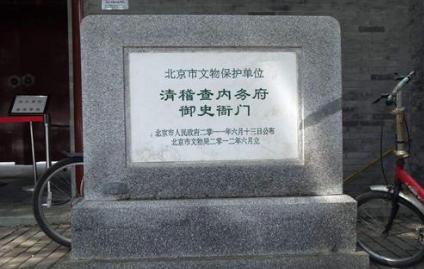 北京市文物保护单位
清稽查内务府
御史衙门
北京市人民政府二零一一年六月十三日公布
北京市文物局二零一二年六月立